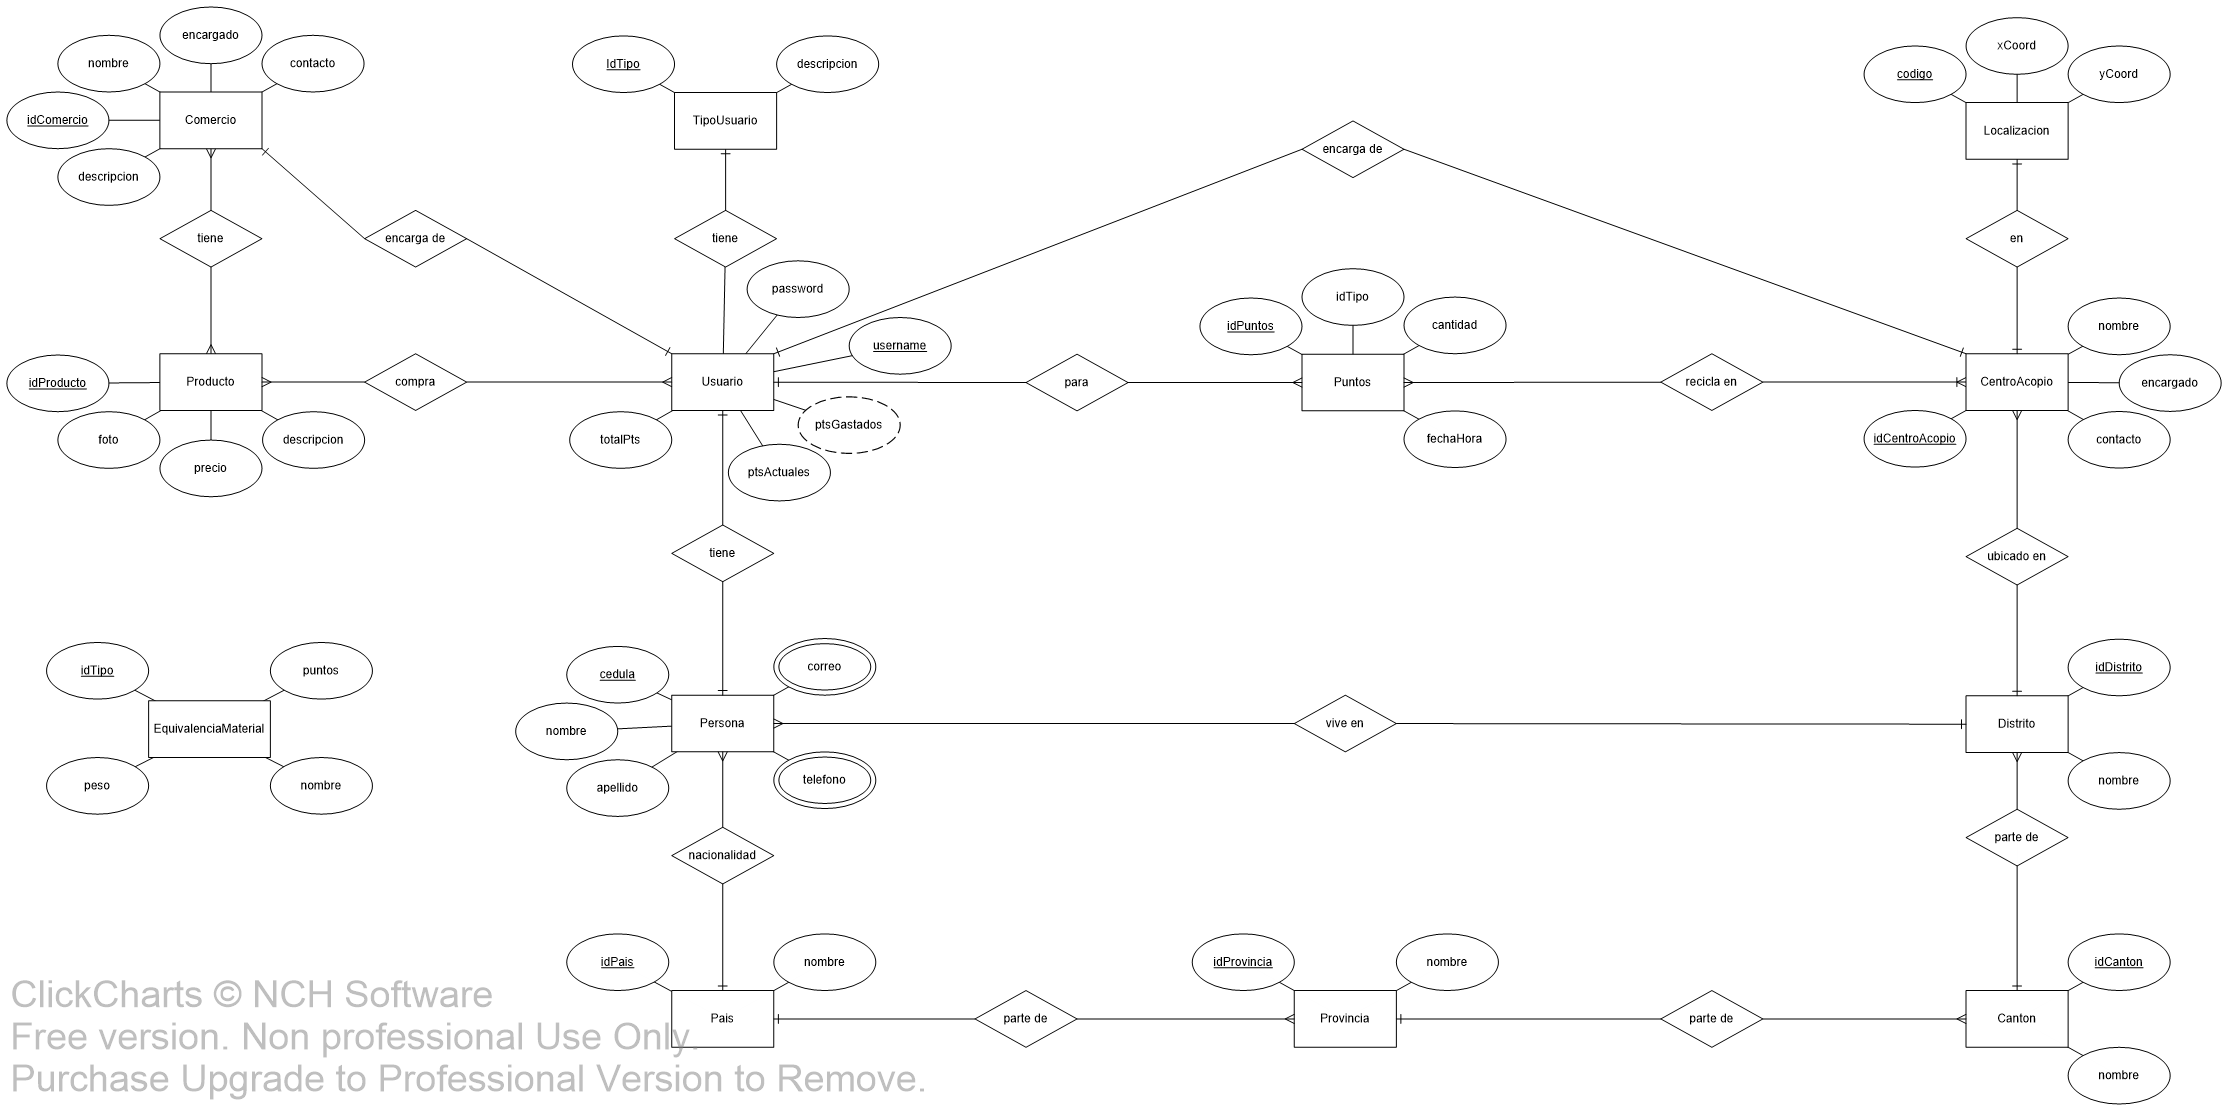 encargado
nombre
contacto
idComercio
Comercio
descripcion
IdTipo
descripcion
TipoUsuario
xCoord
codigo
yCoord
Localizacion
encarga de
tiene
encarga de
tiene
en
password
username
idPuntos
idTipo
cantidad
nombre
idProducto
Producto
compra
Usuario
para
Puntos
recicla en
CentroAcopio
encargado
foto
precio
descripcion
totalPts
ptsActuales
ptsGastados
fechaHora
idCentroAcopio
contacto
tiene
ubicado en
idTipo
puntos
cedula
correo
idDistrito
EquivalenciaMaterial
nombre
Persona
vive en
Distrito
peso
nombre
apellido
telefono
nombre
nacionalidad
parte de
idPais
nombre
idProvincia
nombre
idCanton
Pais
parte de
Provincia
parte de
Canton
nombre
ClickCharts © NCH Software
Free version. Non professional Use Only.
Purchase Upgrade to Professional Version to Remove.